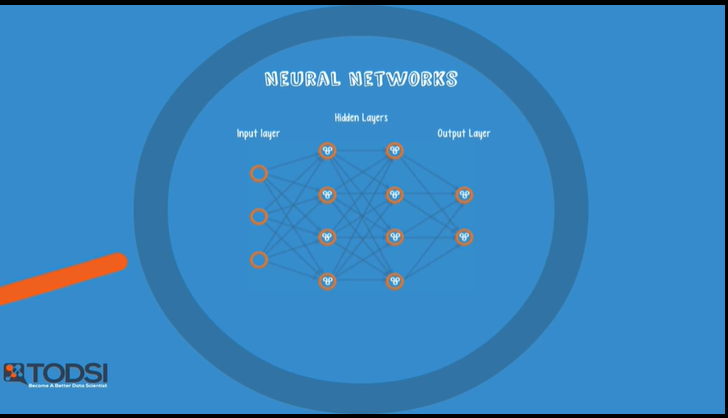 NEURAL NETWORKS
Hidden Layers
Input layer
Output Layer
TODSI
Become A Better Data Scientist